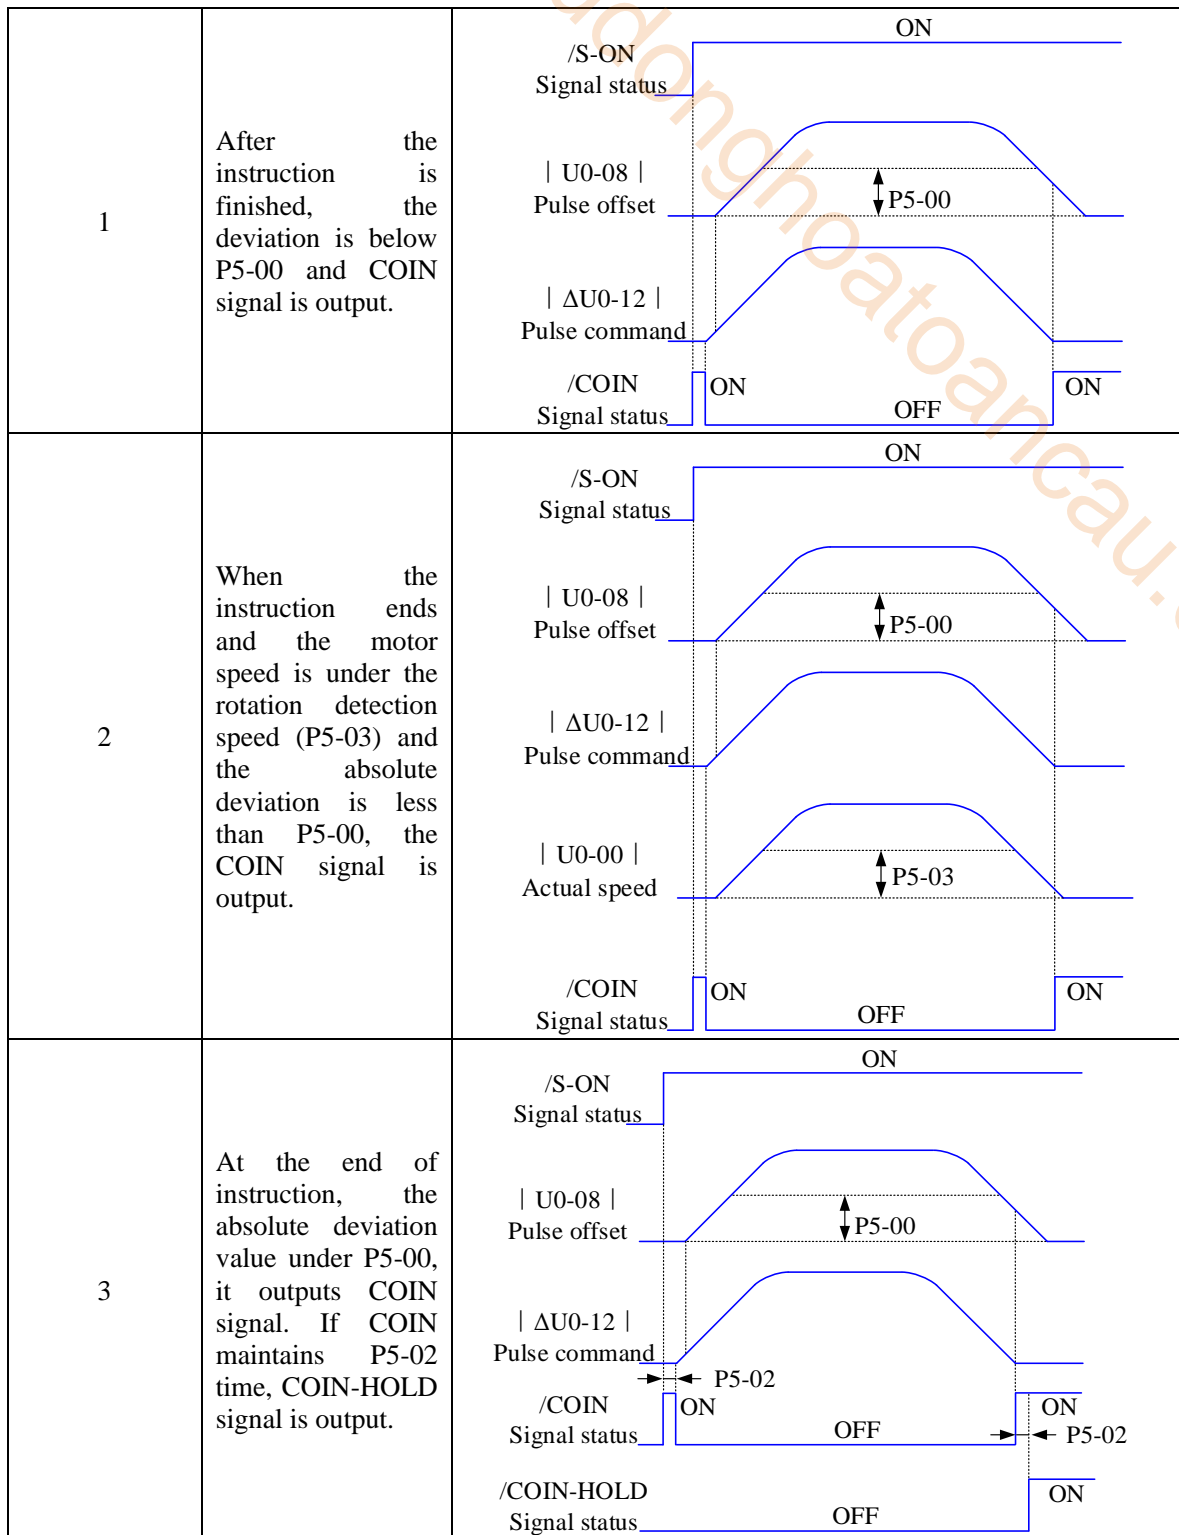 1
After the
instruction is
finished, the
deviation is below
P5-00 and COIN
signal is output.
ON
/S-ON
Signal status
| U0-08 |
Pulse offset
P5-00
| ΔU0-12 |
Pulse command
/COIN
Signal status
ON
OFF
ON
2
When the
instruction ends
and the motor
speed is under the
rotation detection
speed (P5-03) and
the absolute
deviation is less
than P5-00, the
COIN signal is
output.
ON
/S-ON
Signal status
| U0-08 |
Pulse offset
P5-00
| ΔU0-12 |
Pulse command
| U0-00 |
Actual speed
P5-03
/COIN
Signal status
ON
OFF
ON
3
At the end of
instruction, the
absolute deviation
value under P5-00,
it outputs COIN
signal. If COIN
maintains P5-02
time, COIN-HOLD
signal is output.
ON
/S-ON
Signal status
| U0-08 |
Pulse offset
P5-00
| ΔU0-12 |
Pulse command
P5-02
/COIN
Signal status
ON
OFF
ON
P5-02
/COIN-HOLD
Signal status
OFF
ON
donghoatoancau.